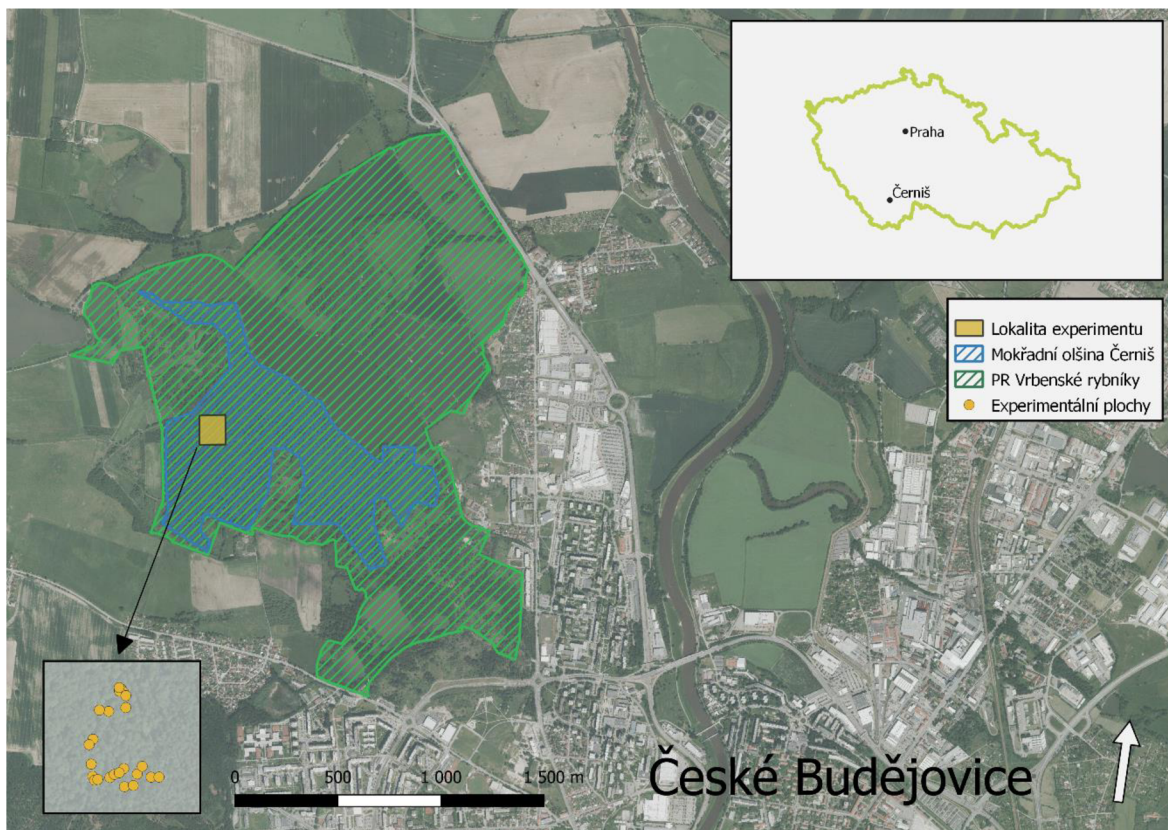 Praha
Černiš
Lokalita experimentu
Mokřadní olšina Černiš
PR Vrbenské rybníky
Experimentální plochy
0 500 1 000 1 500 m
České Budějovice